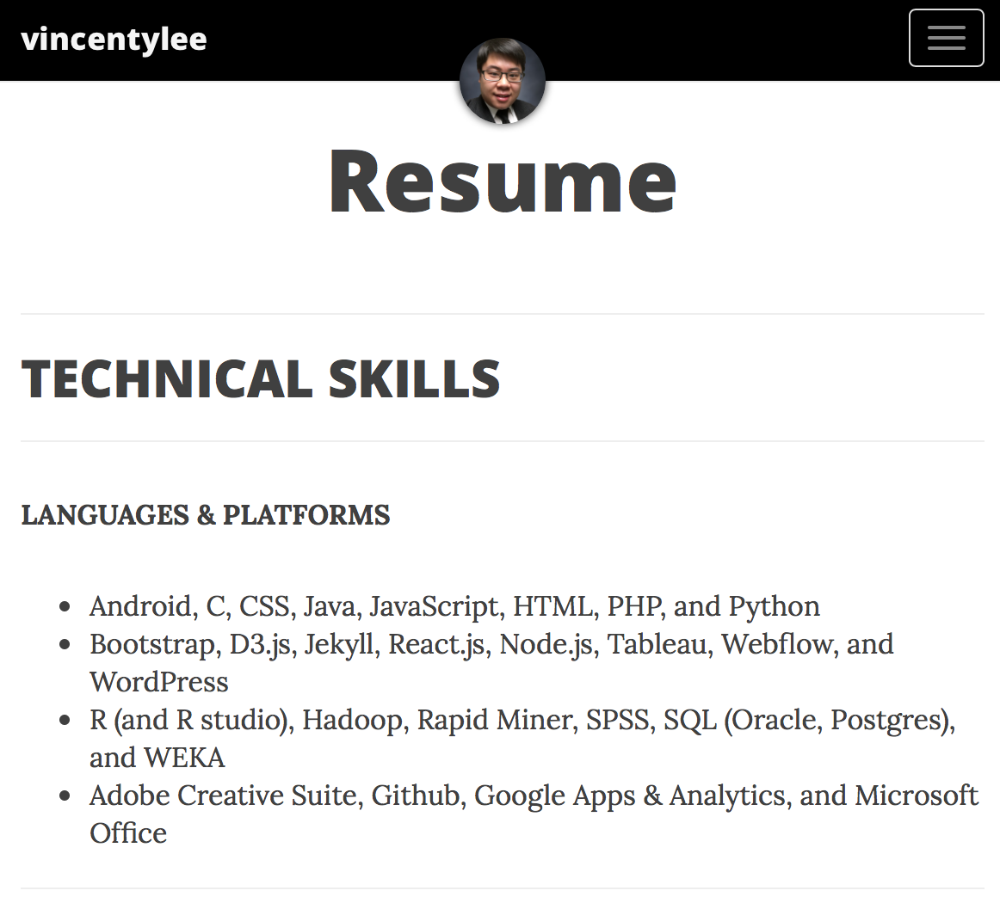 vincentylee
Resume
TECHNICAL SKILLS
LANGUAGES & PLATFORMS
Android, C, CSS, Java, JavaScript, HTML, PHP, and Python
Bootstrap, D3.js, Jekyll, React.js, Node.js, Tableau, Webflow, and
WordPress
R (and R studio), Hadoop, Rapid Miner, SPSS, SQL (Oracle, Postgres),
and WEKA
Adobe Creative Suite, Github, Google Apps & Analytics, and Microsoft
Office